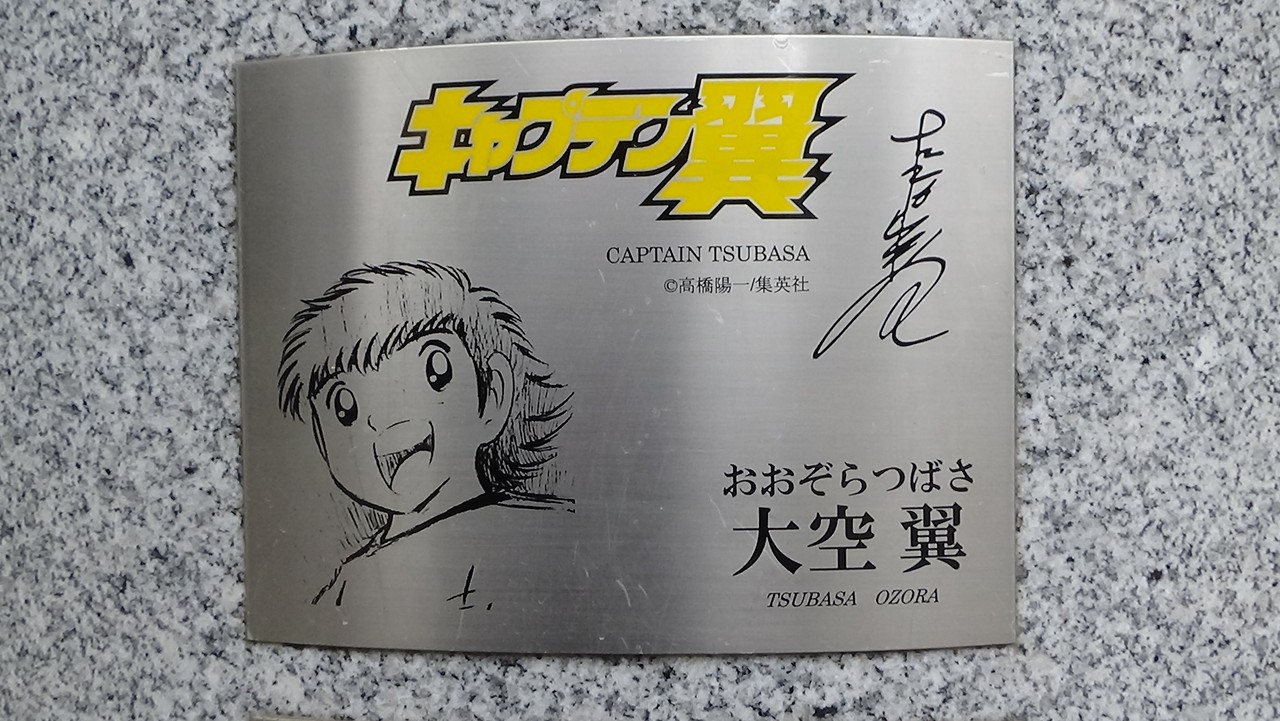 キャプテン翼
CAPTAIN TSUBASA
©高橋陽一/集英社
おおぞらつばさ
大空 翼
TSUBASA OZORA